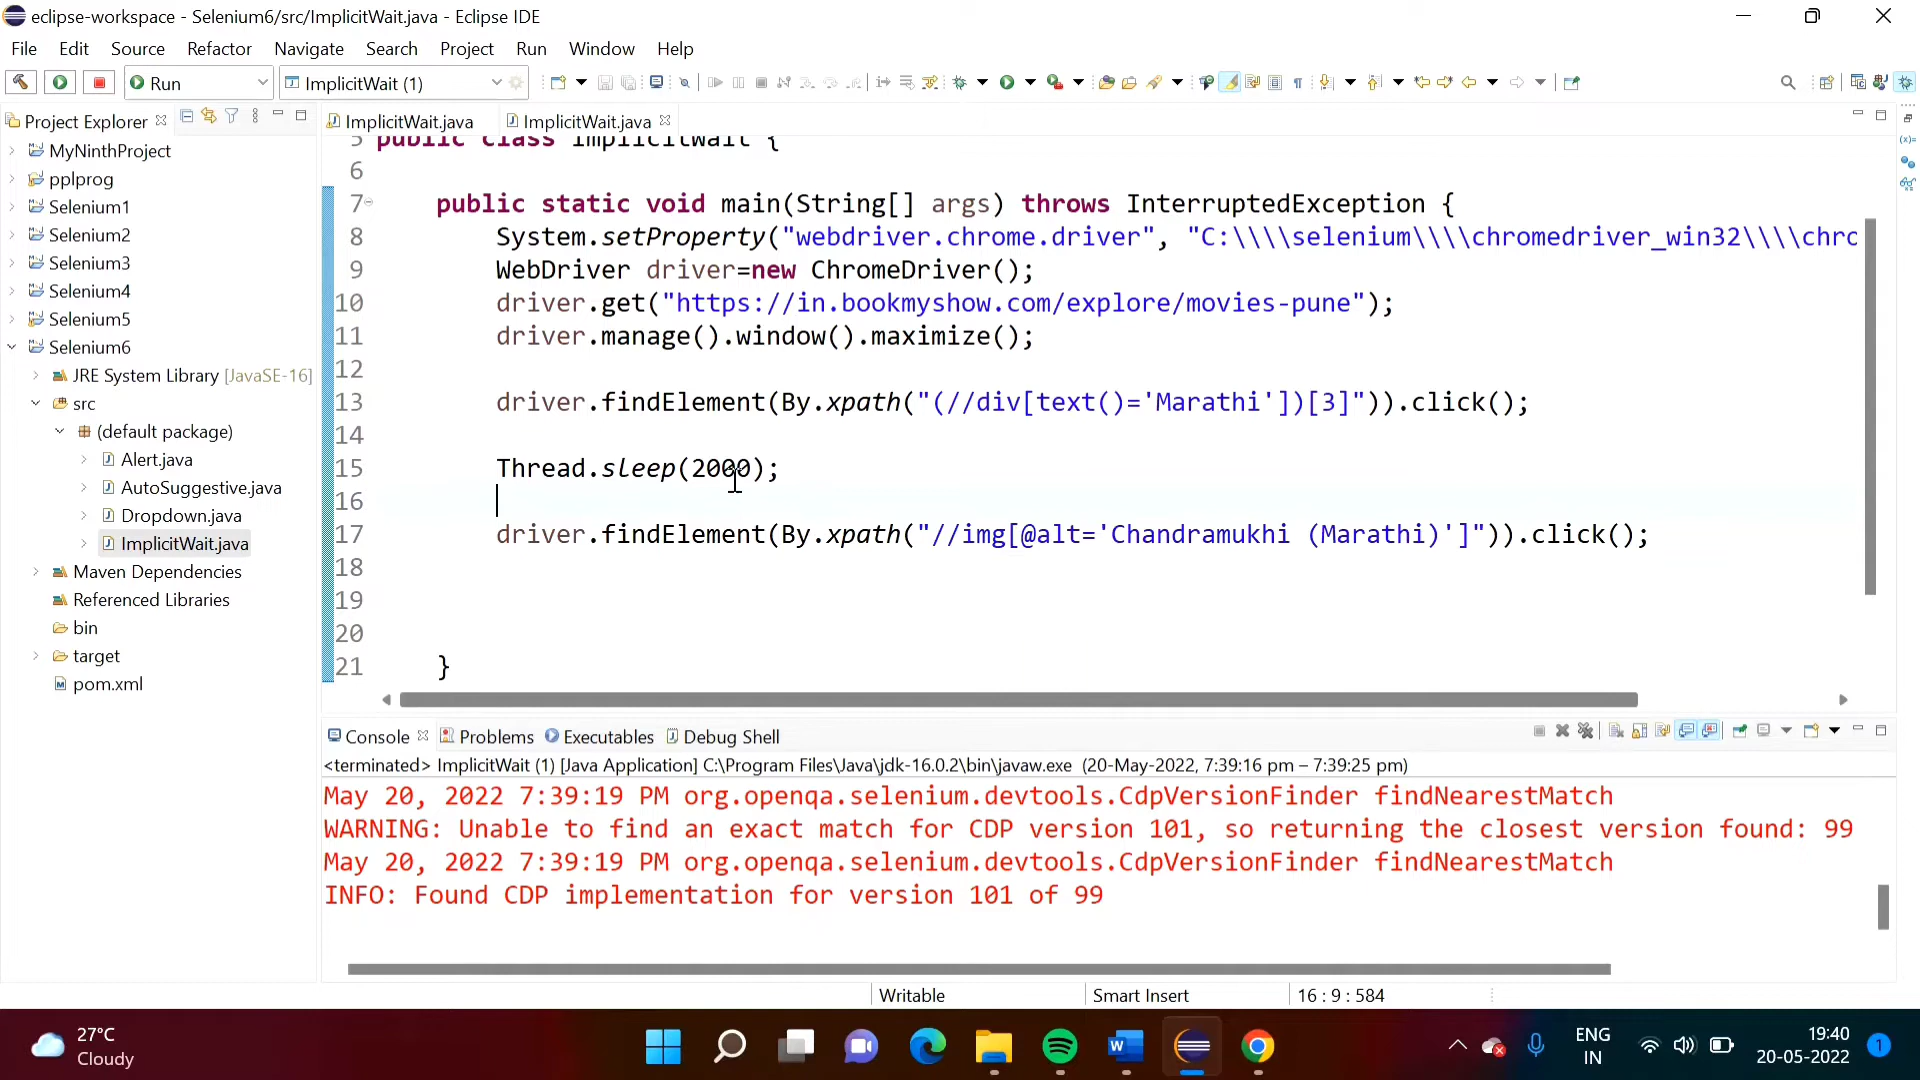 eclipse-workspace - Selenium6/src/ImplicitWait.java - Eclipse IDE
File Edit Source Refactor Navigate Search Project Run Window Help
Run ImplicitWait (1)
Project Explorer
MyNinthProject
pplprog
Selenium1
Selenium2
Selenium3
Selenium4
Selenium5
Selenium6
JRE System Library [JavaSE-16]
src
(default package)
Alert.java
AutoSuggestive.java
Dropdown.java
ImplicitWait.java
Maven Dependencies
Referenced Libraries
bin
target
pom.xml
ImplicitWait.java ImplicitWait.java
5 public class ImplicitWait {
6
7 public static void main(String[] args) throws InterruptedException {
8 System.setProperty("webdriver.chrome.driver", "C:\\\\selenium\\\\chromedriver_win32\\\\chro
9 WebDriver driver=new ChromeDriver();
10 driver.get("https://in.bookmyshow.com/explore/movies-pune");
11 driver.manage().window().maximize();
12
13 driver.findElement(By.xpath("(//div[text()='Marathi'])[3]")).click();
14
15 Thread.sleep(2000);
16
17 driver.findElement(By.xpath("//img[@alt='Chandramukhi (Marathi)']")).click();
18
19
20
21 }
Console Problems Executables Debug Shell
<terminated> ImplicitWait (1) [Java Application] C:\Program Files\Java\jdk-16.0.2\bin\javaw.exe (20-May-2022, 7:39:16 pm – 7:39:25 pm)
May 20, 2022 7:39:19 PM org.openqa.selenium.devtools.CdpVersionFinder findNearestMatch
WARNING: Unable to find an exact match for CDP version 101, so returning the closest version found: 99
May 20, 2022 7:39:19 PM org.openqa.selenium.devtools.CdpVersionFinder findNearestMatch
INFO: Found CDP implementation for version 101 of 99
Writable Smart Insert 16 : 9 : 584
27°C
Cloudy
ENG
IN
19:40
20-05-2022
1